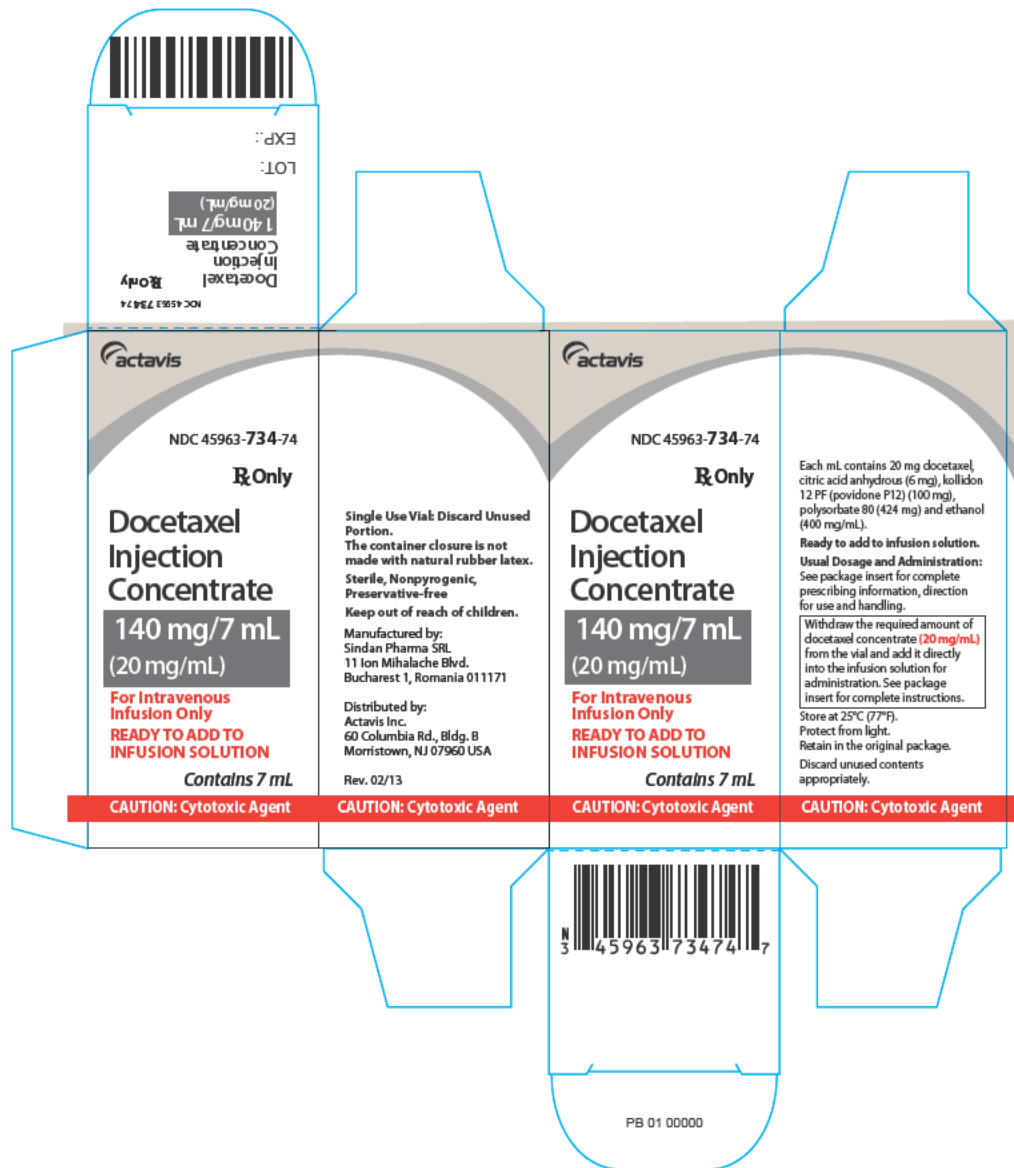 EXP.:
LOT:
NDC 45963-734-74
Docetaxel
Injection
Concentrate
Rx Only
140 mg/7 mL
(20 mg/mL)
actavis
NDC 45963-734-74
Rx Only
Docetaxel
Injection
Concentrate
140 mg/7 mL
(20 mg/mL)
For Intravenous
Infusion Only
READY TO ADD TO
INFUSION SOLUTION
Contains 7 mL
CAUTION: Cytotoxic Agent
Single Use Vial: Discard Unused
Portion.
The container closure is not
made with natural rubber latex.
Sterile, Nonpyrogenic,
Preservative-free
Keep out of reach of children.
Manufactured by:
Sindan Pharma SRL
11 Ion Mihalache Blvd.
Bucharest 1, Romania 011171
Distributed by:
Actavis Inc.
60 Columbia Rd., Bldg. B
Morristown, NJ 07960 USA
Rev. 02/13
CAUTION: Cytotoxic Agent
actavis
NDC 45963-734-74
Rx Only
Docetaxel
Injection
Concentrate
140 mg/7 mL
(20 mg/mL)
For Intravenous
Infusion Only
READY TO ADD TO
INFUSION SOLUTION
Contains 7 mL
CAUTION: Cytotoxic Agent
Each mL contains 20 mg docetaxel,
citric acid anhydrous (6 mg), kollidon
12 PF (povidone P12) (100 mg),
polysorbate 80 (424 mg) and ethanol
(400 mg/mL).
Ready to add to infusion solution.
Usual Dosage and Administration:
See package insert for complete
prescribing information, direction
for use and handling.
Withdraw the required amount of
docetaxel concentrate (20 mg/mL)
from the vial and add it directly
into the infusion solution for
administration. See package
insert for complete instructions.
Store at 25°C (77°F).
Protect from light.
Retain in the original package.
Discard unused contents
appropriately.
CAUTION: Cytotoxic Agent
N
3 45963 73474 7
PB 01 00000